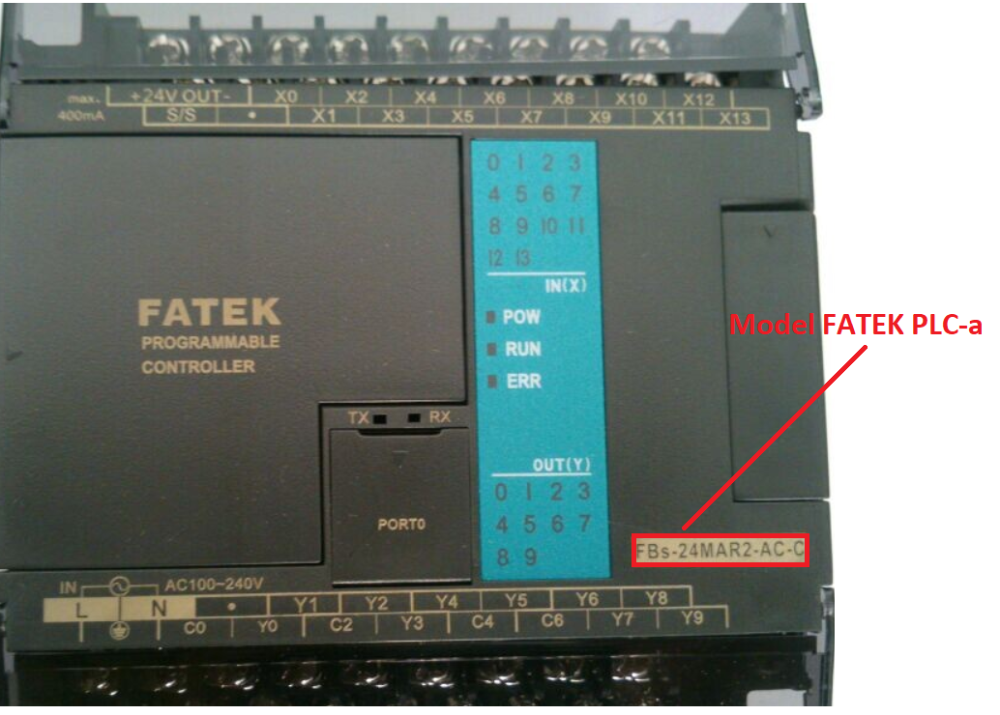 max.
400mA
+24V OUT- X0 X2 X4 X6 X8 X10 X12
S/S • X1 X3 X5 X7 X9 X11 X13
0 1 2 3
4 5 6 7
8 9 10 11
12 13
IN(X)
POW
RUN
ERR
FATEK
PROGRAMMABLE
CONTROLLER
Model FATEK PLC-a
TX RX
PORT0
OUT(Y)
0 1 2 3
4 5 6 7
8 9
FBs-24MAR2-AC-C
IN AC100~240V
L N • Y1 Y2 Y4 Y5 Y6 Y8
C0 Y0 C2 Y3 C4 C6 Y7 Y9